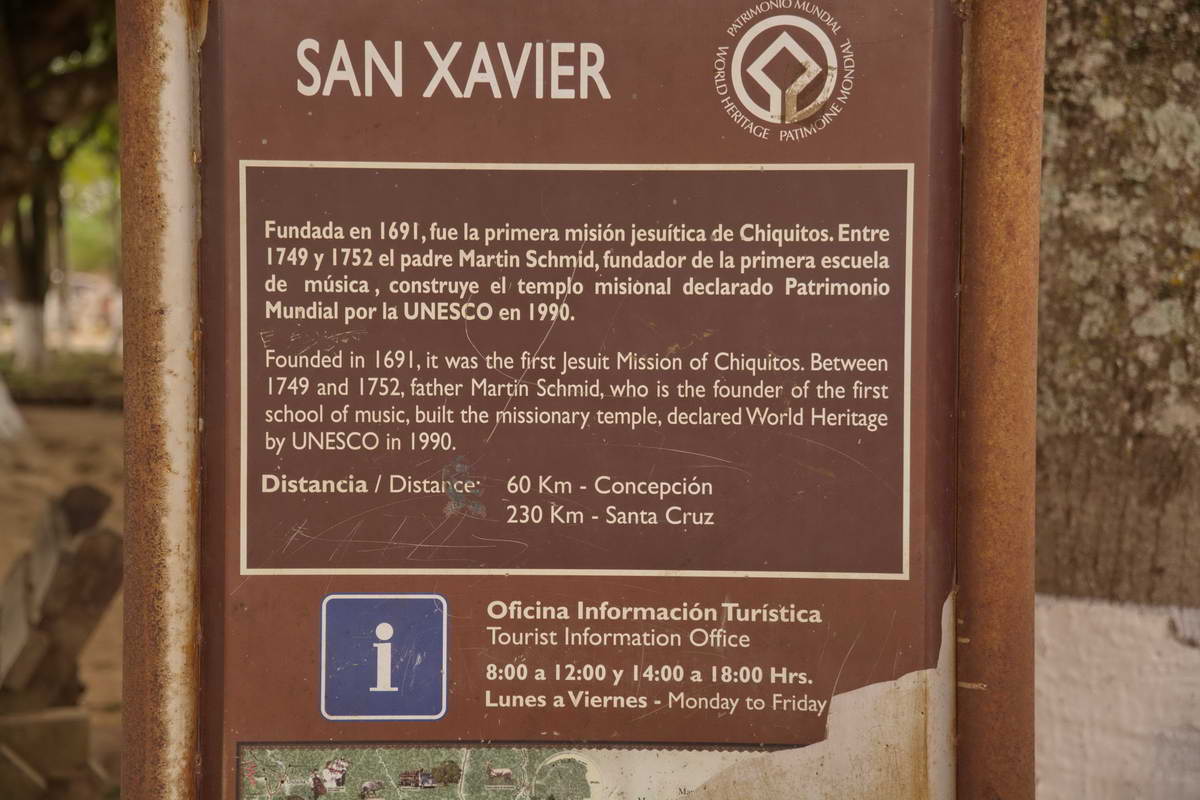 SAN XAVIER
PATRIMONIO MUNDIAL
WORLD HERITAGE
PATIMOINE MONDIAL
Fundada en 1691, fue la primera misión jesuítica de Chiquitos. Entre
1749 y 1752 el padre Martin Schmid, fundador de la primera escuela
de música, construye el templo misional declarado Patrimonio
Mundial por la UNESCO en 1990.
Founded in 1691, it was the first Jesuit Mission of Chiquitos. Between
1749 and 1752, father Martin Schmid, who is the founder of the first
school of music, built the missionary temple, declared World Heritage
by UNESCO in 1990.
Distancia / Distance: 60 Km - Concepción
230 Km - Santa Cruz
i
Oficina Información Turística
Tourist Information Office
8:00 a 12:00 y 14:00 a 18:00 Hrs.
Lunes a Viernes - Monday to Friday